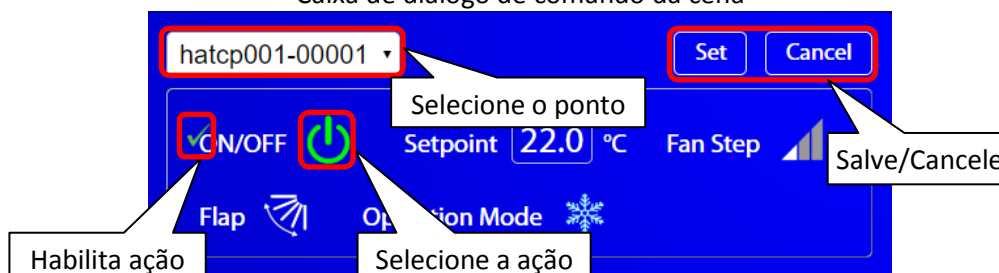 Caixa de diálogo de comando da cena
hatcp001-00001
Set Cancel
Selecione o ponto
ON/OFF Setpoint 22.0 °C Fan Step
Salve/Cancele
Flap Mode
Habilita ação Selecione a ação